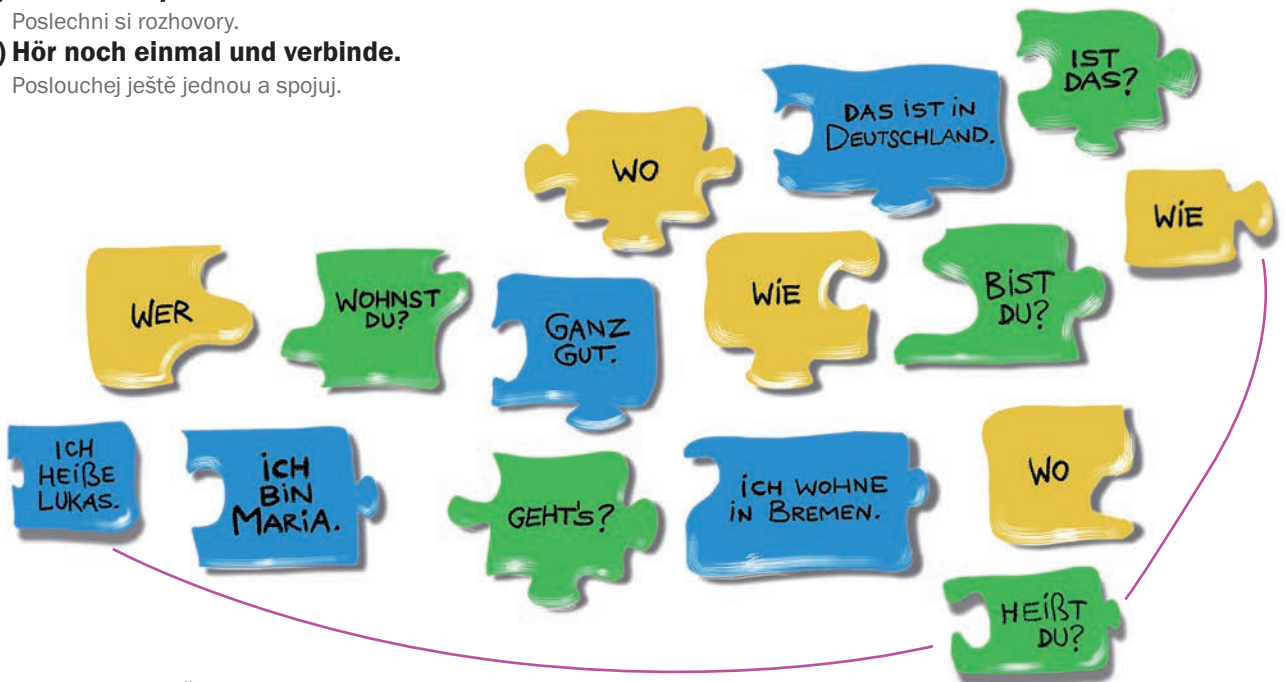 Poslechni si rozhovory.
) Hör noch einmal und verbinde.
Poslouchej ještě jednou a spojuj.
IST
DAS?
DAS IST IN
DEUTSCHLAND.
WO
WIE
WER
WOHNST
DU?
GANZ
GUT.
WIE
BIST
DU?
ICH
HEIßE
LUKAS.
ICH
BIN
MARIA.
GEHT'S?
ICH WOHNE
IN BREMEN.
WO
HEIßT
DU?